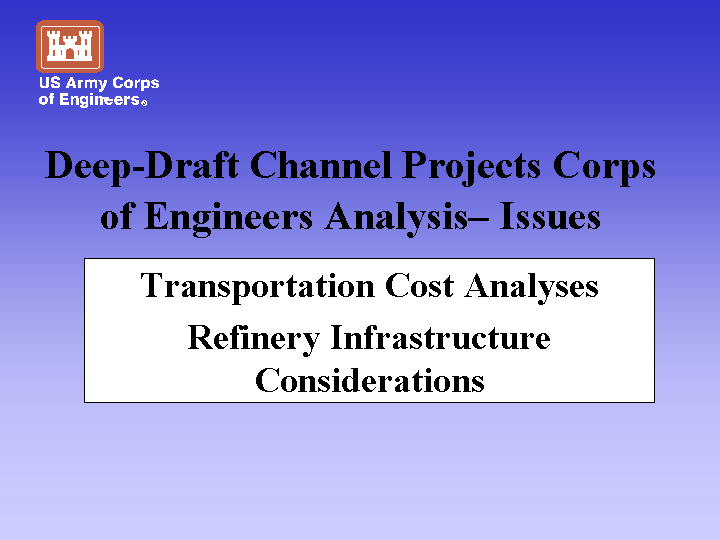 US Army Corps
of Engineers®
Deep-Draft Channel Projects Corps
of Engineers Analysis– Issues
Transportation Cost Analyses
Refinery Infrastructure
Considerations